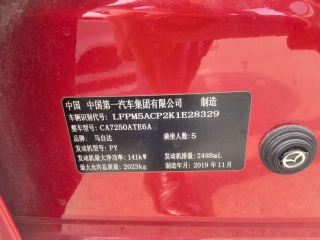 中国 中国第一汽车集团有限公司 制造
车辆识别代号：LFPM5ACP2K1E28329
整车型号：CA7250ATE6A
品牌：马自达 乘坐人数：5
发动机型号：PY
发动机最大净功率：141kW 发动机排量：2488mL
最大允许总质量：2023kg 制造年月：2019年11月